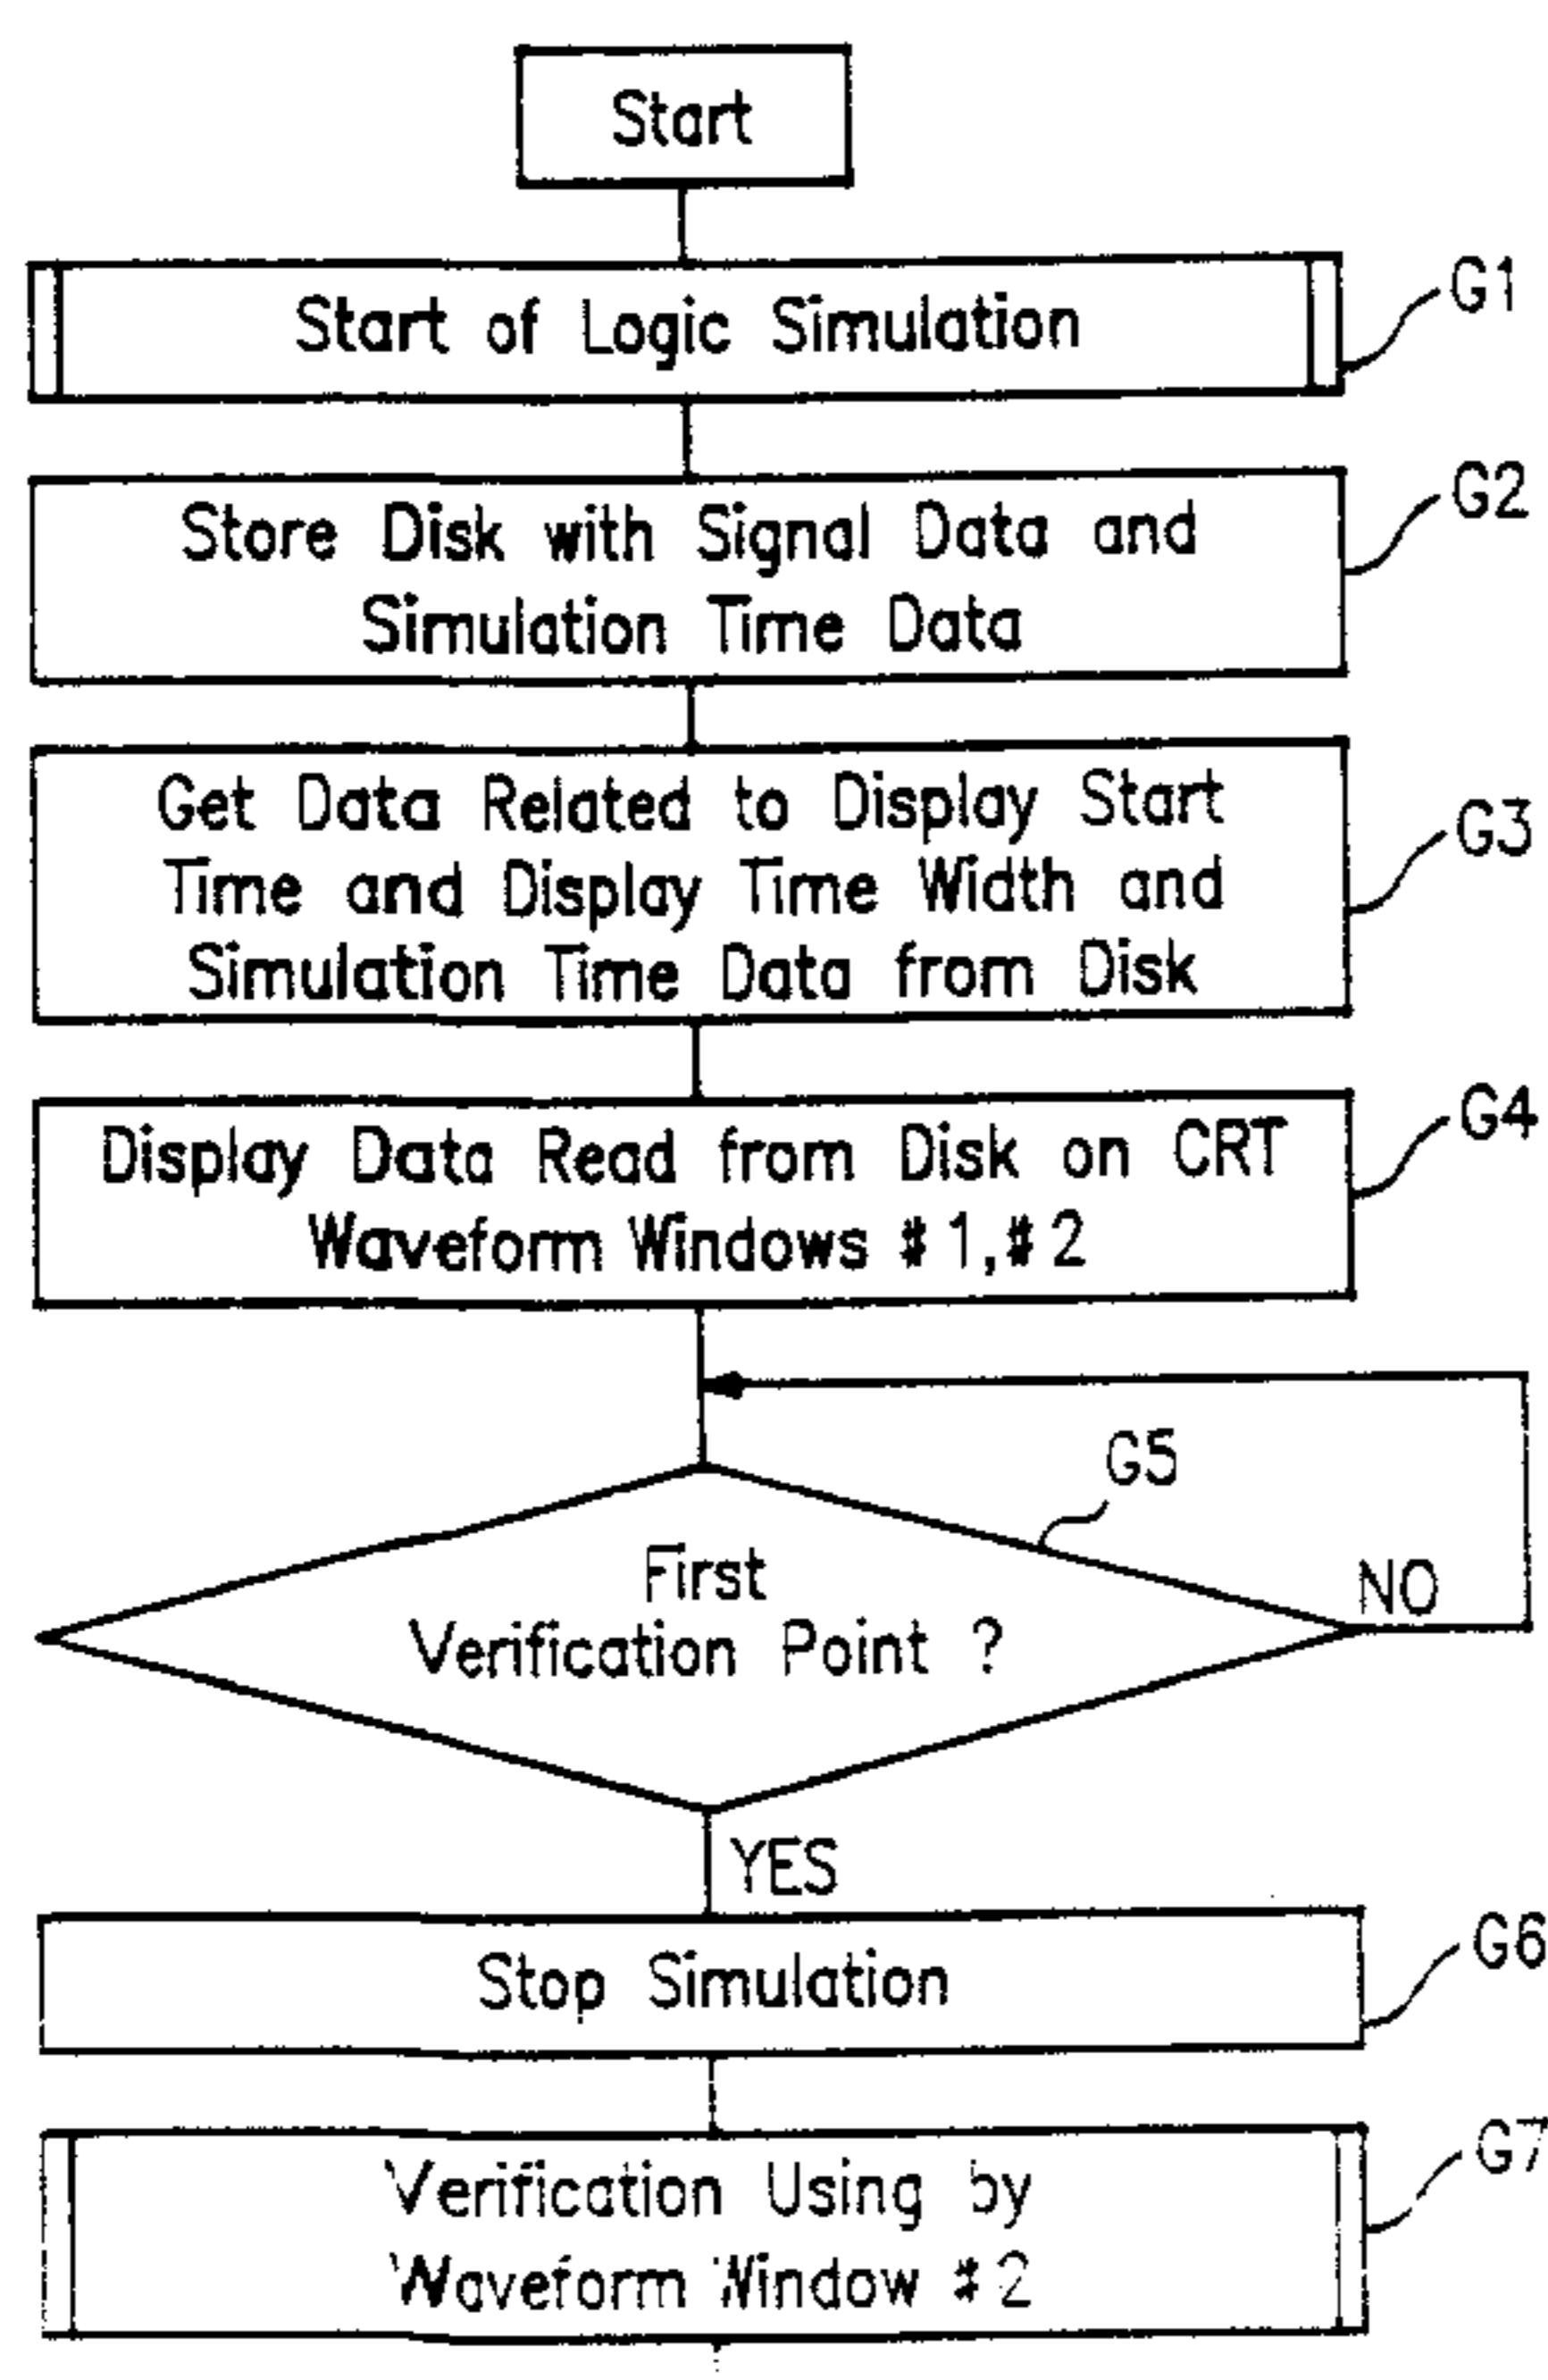 Start
Start of Logic Simulation
G1
Store Disk with Signal Data and
Simulation Time Data
G2
Get Data Related to Display Start
Time and Display Time Width and
Simulation Time Data from Disk
G3
Display Data Read from Disk on CRT
Waveform Windows #1,#2
G4
G5
First
Verification Point ?
NO
YES
Stop Simulation
G6
Verification Using by
Waveform Window #2
G7